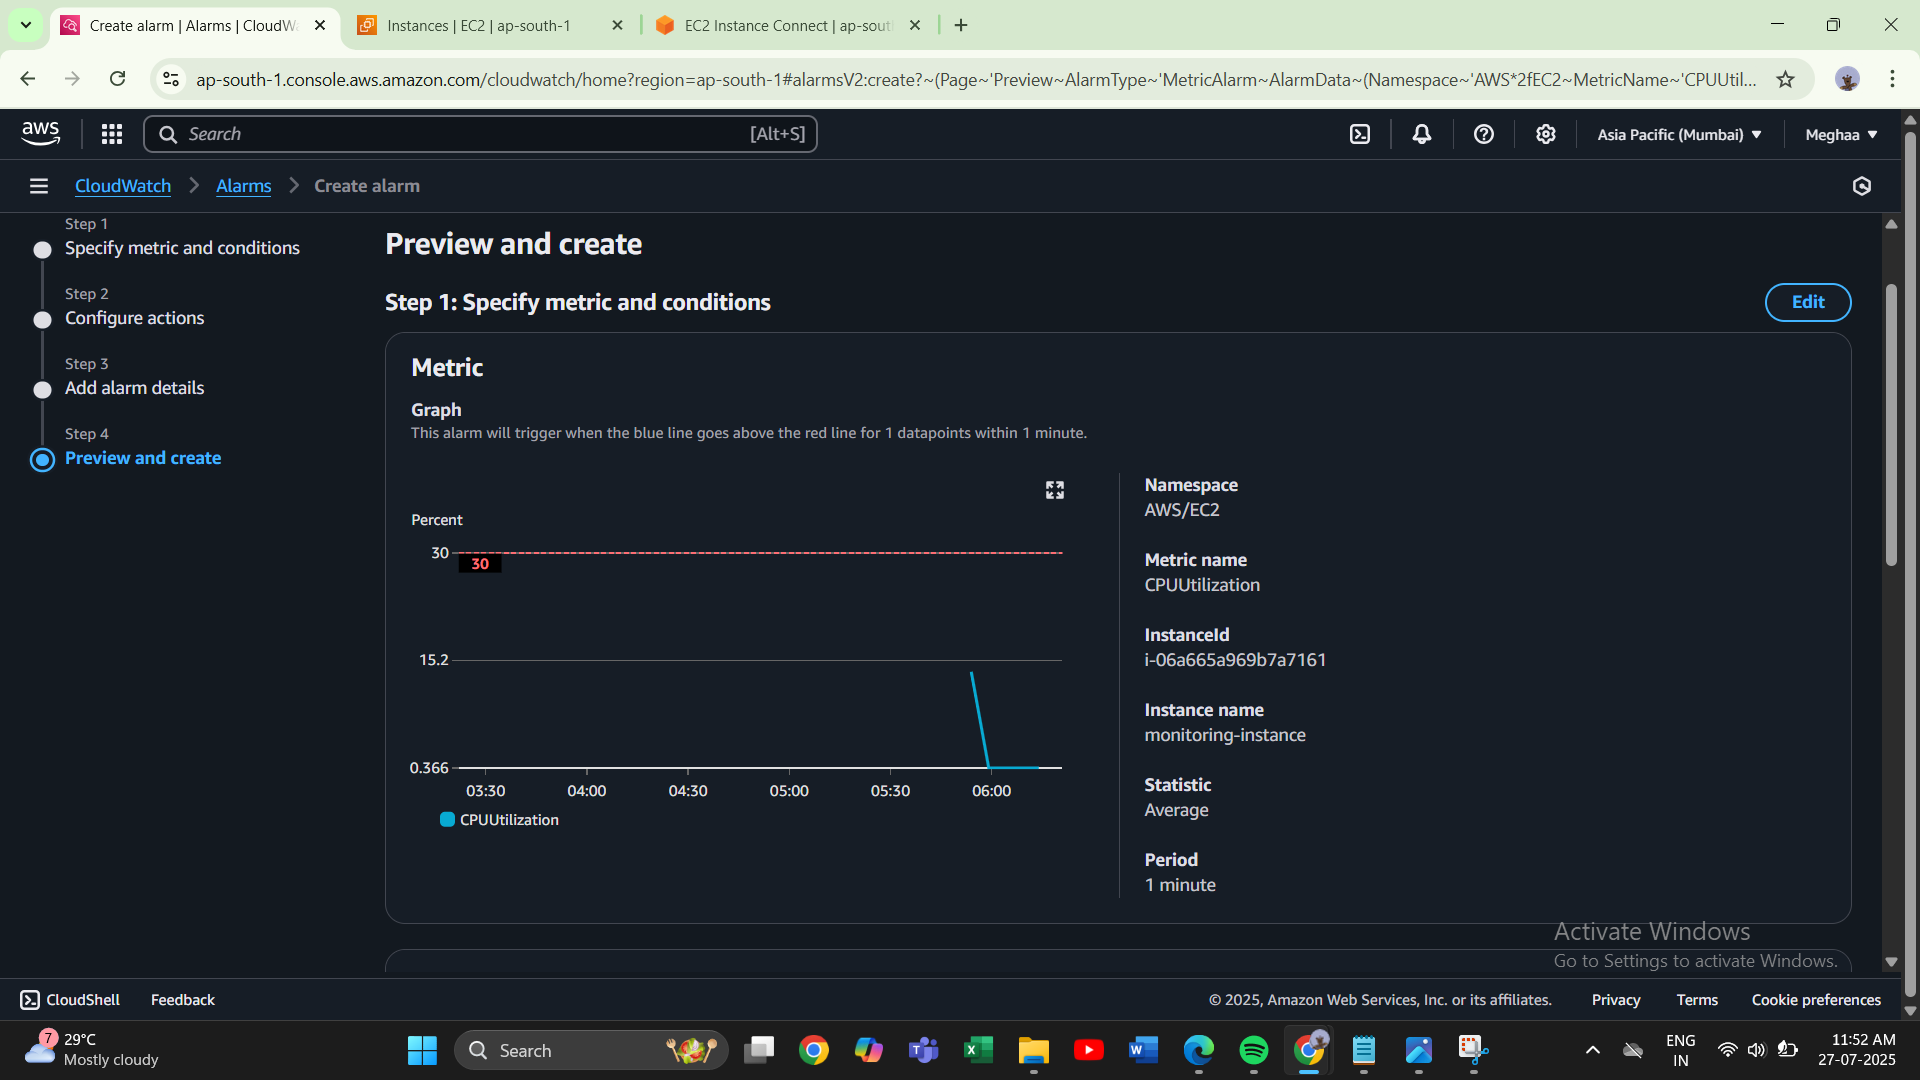 Create alarm | Alarms | CloudWa
Instances | EC2 | ap-south-1
EC2 Instance Connect | ap-sout
ap-south-1.console.aws.amazon.com/cloudwatch/home?region=ap-south-1#alarmsV2:create?~(Page~'Preview~AlarmType~'MetricAlarm~AlarmData~(Namespace~'AWS*2fEC2~MetricName~'CPUUtil...
aws
Search
[Alt+S]
Asia Pacific (Mumbai)
Meghaa
CloudWatch
Alarms
Create alarm
Step 1
Specify metric and conditions
Step 2
Configure actions
Step 3
Add alarm details
Step 4
Preview and create
Preview and create
Step 1: Specify metric and conditions
Edit
Metric
Graph
This alarm will trigger when the blue line goes above the red line for 1 datapoints within 1 minute.
Percent
30
30
15.2
0.366
03:30 04:00 04:30 05:00 05:30 06:00
CPUUtilization
Namespace
AWS/EC2
Metric name
CPUUtilization
InstanceId
i-06a665a969b7a7161
Instance name
monitoring-instance
Statistic
Average
Period
1 minute
Activate Windows
Go to Settings to activate Windows.
CloudShell
Feedback
© 2025, Amazon Web Services, Inc. or its affiliates.
Privacy
Terms
Cookie preferences
7
29°C
Mostly cloudy
Search
ENG
IN
11:52 AM
27-07-2025